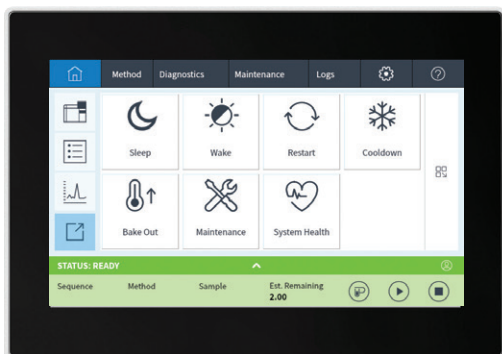 Method Diagnostics Maintenance Logs
Sleep Wake Restart Cooldown
Bake Out Maintenance System Health
STATUS: READY
Sequence Method Sample Est. Remaining
2.00